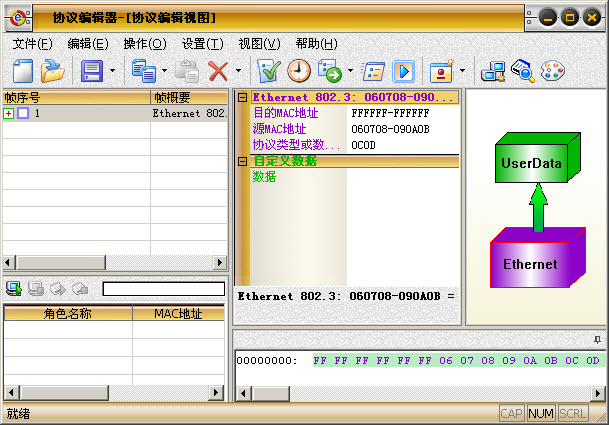 协议编辑器-[协议编辑视图]
文件(F) 编辑(E) 操作(O) 设置(T) 视图(V) 帮助(H)
帧序号 帧概要
1 Ethernet 802.
Ethernet 802.3: 060708-090...
目的MAC地址 FFFFFF-FFFFFF
源MAC地址 060708-090A0B
协议类型或数... 0C0D
自定义数据
数据
UserData
Ethernet
Ethernet 802.3: 060708-090A0B =
角色名称 MAC地址
00000000: FF FF FF FF FF FF 06 07 08 09 0A 0B 0C 0D
就绪 CAP NUM SCRL